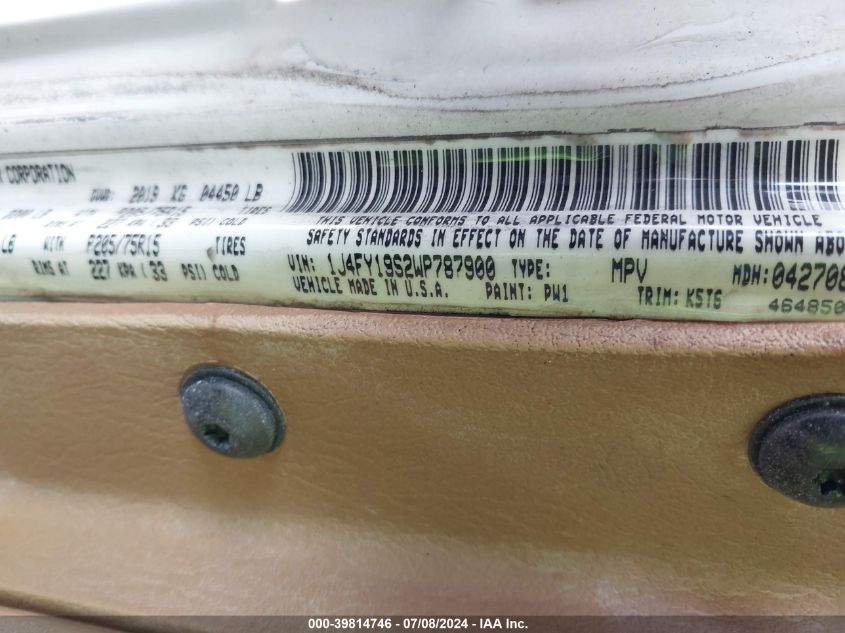 CORPORATION
GVWR: 2019 KG 04450 LB
TIRES
PSII COLD
LB WITH P205/75R15 TIRES
RIMS AT 227 KPA / 33 PSII COLD
THIS VEHICLE CONFORMS TO ALL APPLICABLE FEDERAL MOTOR VEHICLE
SAFETY STANDARDS IN EFFECT ON THE DATE OF MANUFACTURE SHOWN ABO
VIN: 1J4FY19S2WP787900 TYPE: MPV MDH: 042708
VEHICLE MADE IN U.S.A. PAINT: PW1 TRIM: K5T6
464850
000-39814746 / 07/08/2024 - IAA Inc.